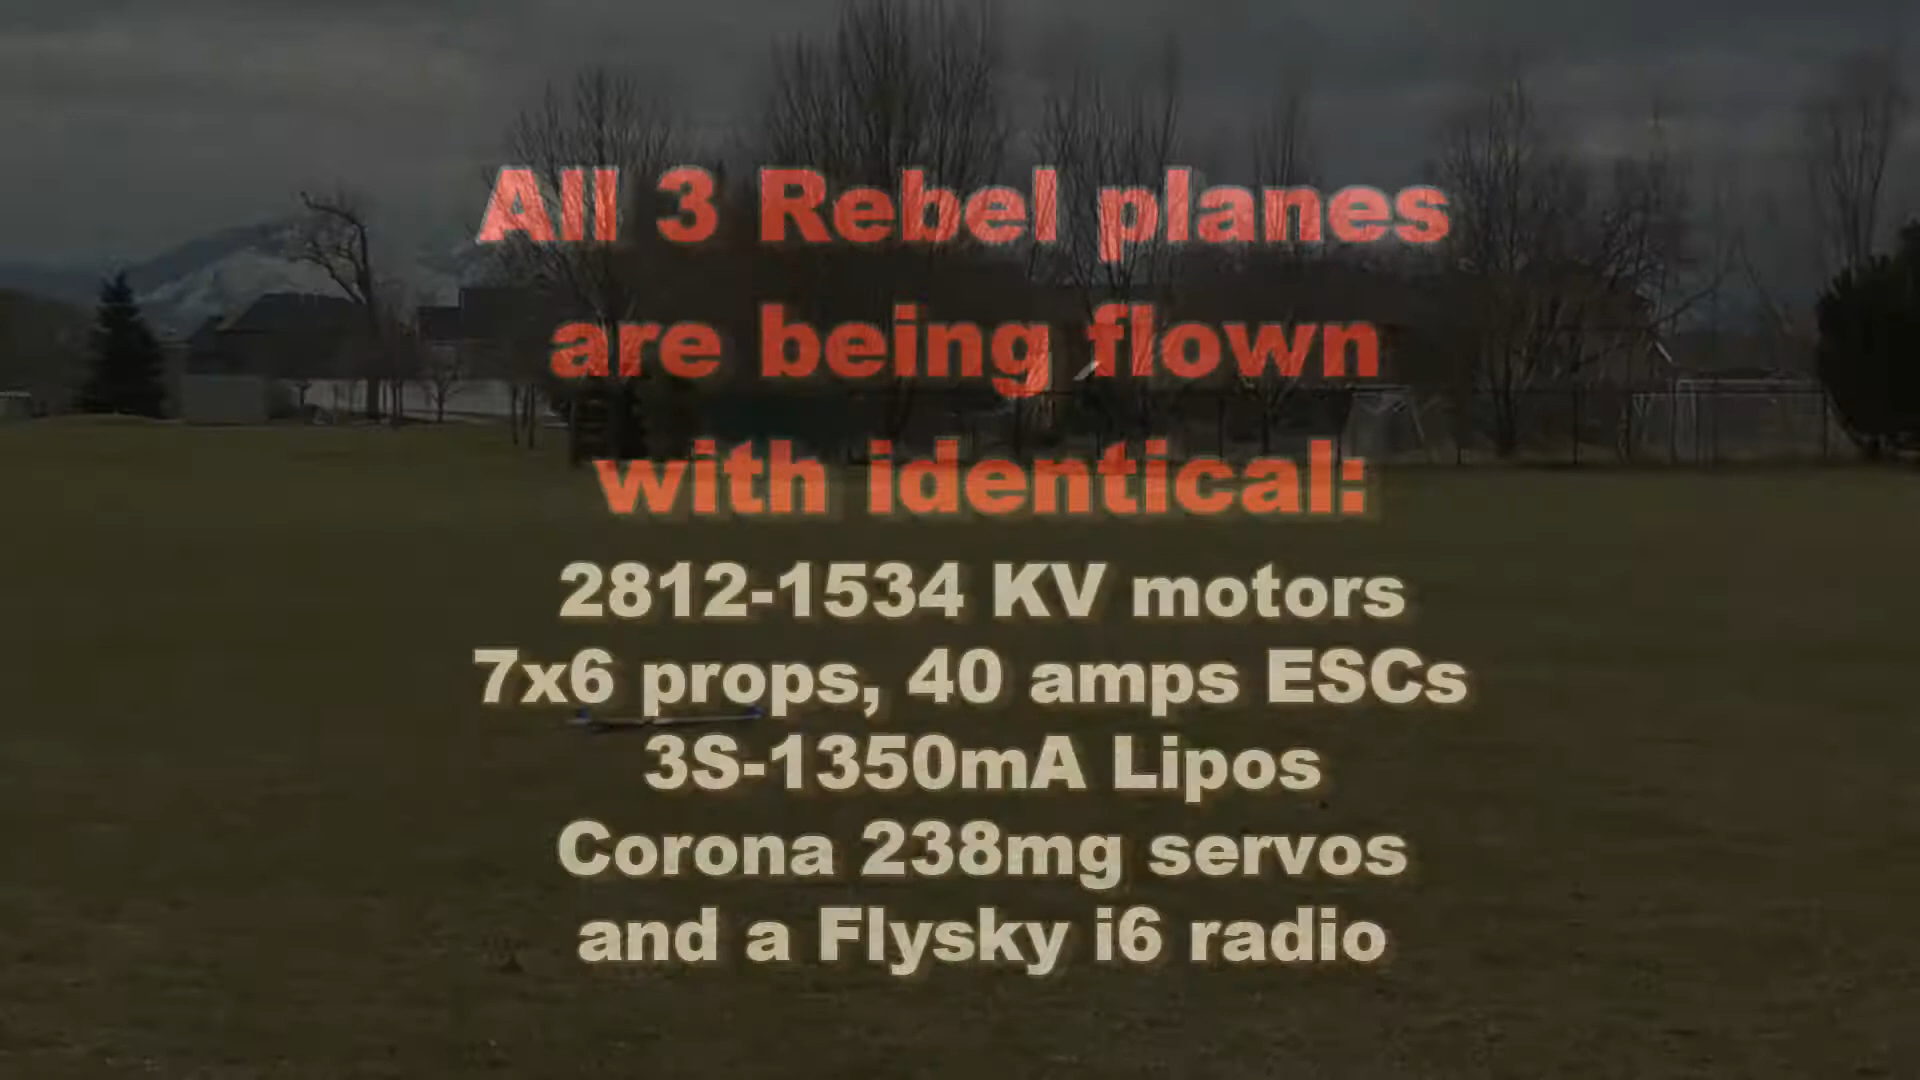 All 3 Rebel planes
are being flown
with identical:
2812-1534 KV motors
7x6 props, 40 amps ESCs
3S-1350mA Lipos
Corona 238mg servos
and a Flysky i6 radio